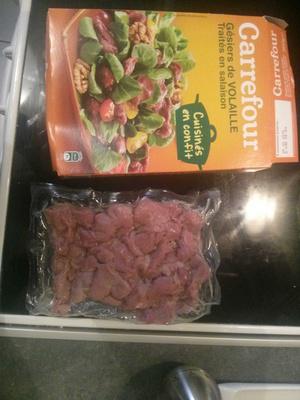 Carrefour
Gésiers de VOLAILLE
Traités en salaison
Cuisinés
en confit
Carrefour